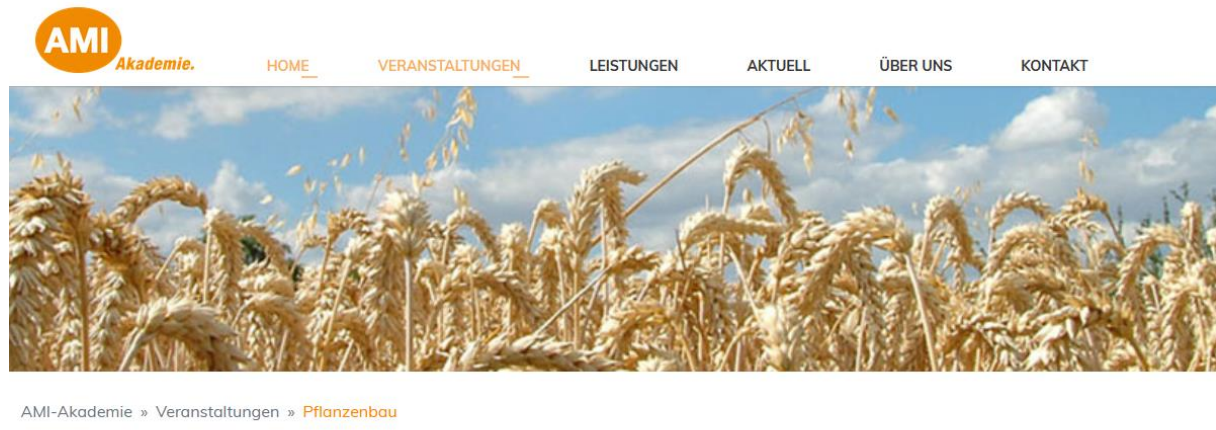 AMI
Akademie.
HOME VERANSTALTUNGEN LEISTUNGEN AKTUELL ÜBER UNS KONTAKT
AMI-Akademie » Veranstaltungen » Pflanzenbau